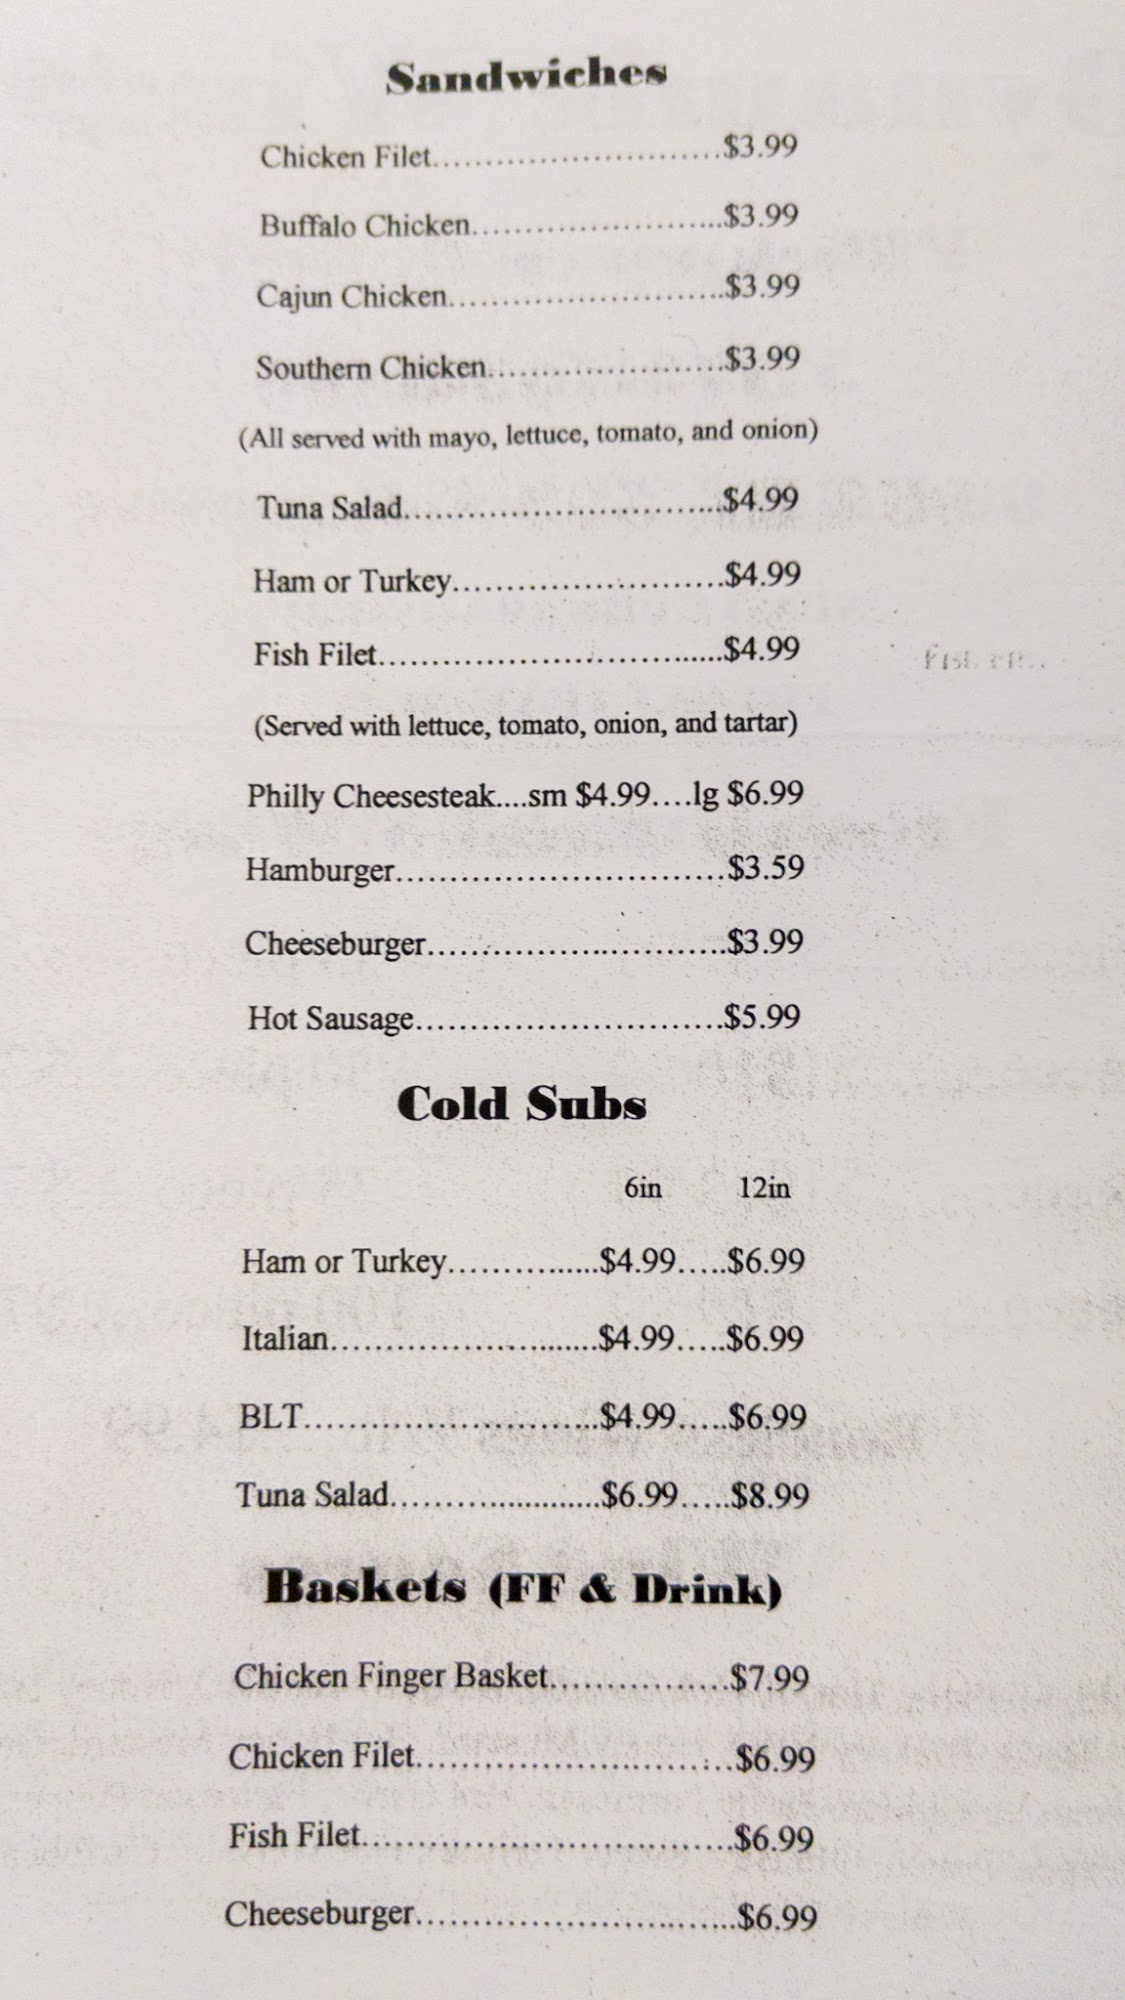 Sandwiches
Chicken Filet..............................$3.99
Buffalo Chicken..........................$3.99
Cajun Chicken............................$3.99
Southern Chicken........................$3.99
(All served with mayo, lettuce, tomato, and onion)
Tuna Salad.................................$4.99
Ham or Turkey............................$4.99
Fish Filet....................................$4.99
(Served with lettuce, tomato, onion, and tartar)
Philly Cheesesteak....sm $4.99....lg $6.99
Hamburger..................................$3.59
Cheeseburger...............................$3.99
Hot Sausage................................$5.99
Cold Subs
6in 12in
Ham or Turkey................$4.99.....$6.99
Italian............................$4.99.....$6.99
BLT...............................$4.99.....$6.99
Tuna Salad......................$6.99.....$8.99
Baskets (FF & Drink)
Chicken Finger Basket..................$7.99
Chicken Filet.................................$6.99
Fish Filet.......................................$6.99
Cheeseburger.................................$6.99